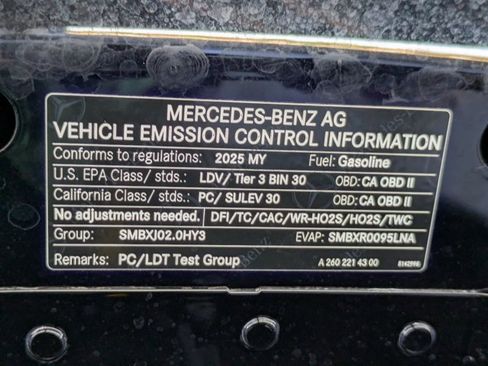 MERCEDES-BENZ AG
VEHICLE EMISSION CONTROL INFORMATION
Conforms to regulations: 2025 MY Fuel: Gasoline
U.S. EPA Class/ stds.: LDV/ Tier 3 BIN 30 OBD: CA OBD II
California Class/ stds.: PC/ SULEV 30 OBD: CA OBD II
No adjustments needed. DFI/TC/CAC/WR-HO2S/HO2S/TWC
Group: SMBXJ02.0HY3 EVAP: SMBXR0095LNA
Remarks: PC/LDT Test Group A 260 221 43 00